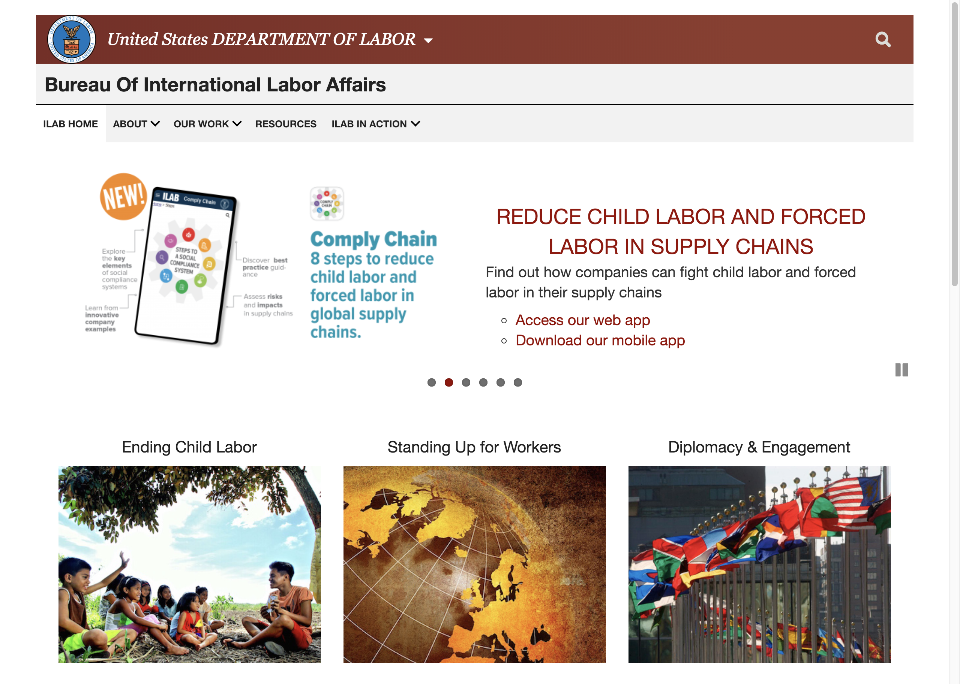 United States DEPARTMENT OF LABOR
Bureau Of International Labor Affairs
ILAB HOME ABOUT OUR WORK RESOURCES ILAB IN ACTION
NEW!
ILAB Comply Chain
STEPS TO
A SOCIAL
COMPLIANCE
SYSTEM
Explore
the key
elements
of social
compliance
systems
Learn from
innovative
company
examples
Discover best
practice guid-
ance
Assess risks
and impacts
in supply chains
COMPLY
CHAIN
Comply Chain
8 steps to reduce
child labor and
forced labor in
global supply
chains.
REDUCE CHILD LABOR AND FORCED
LABOR IN SUPPLY CHAINS
Find out how companies can fight child labor and forced
labor in their supply chains
Access our web app
Download our mobile app
Ending Child Labor
Standing Up for Workers
Diplomacy & Engagement